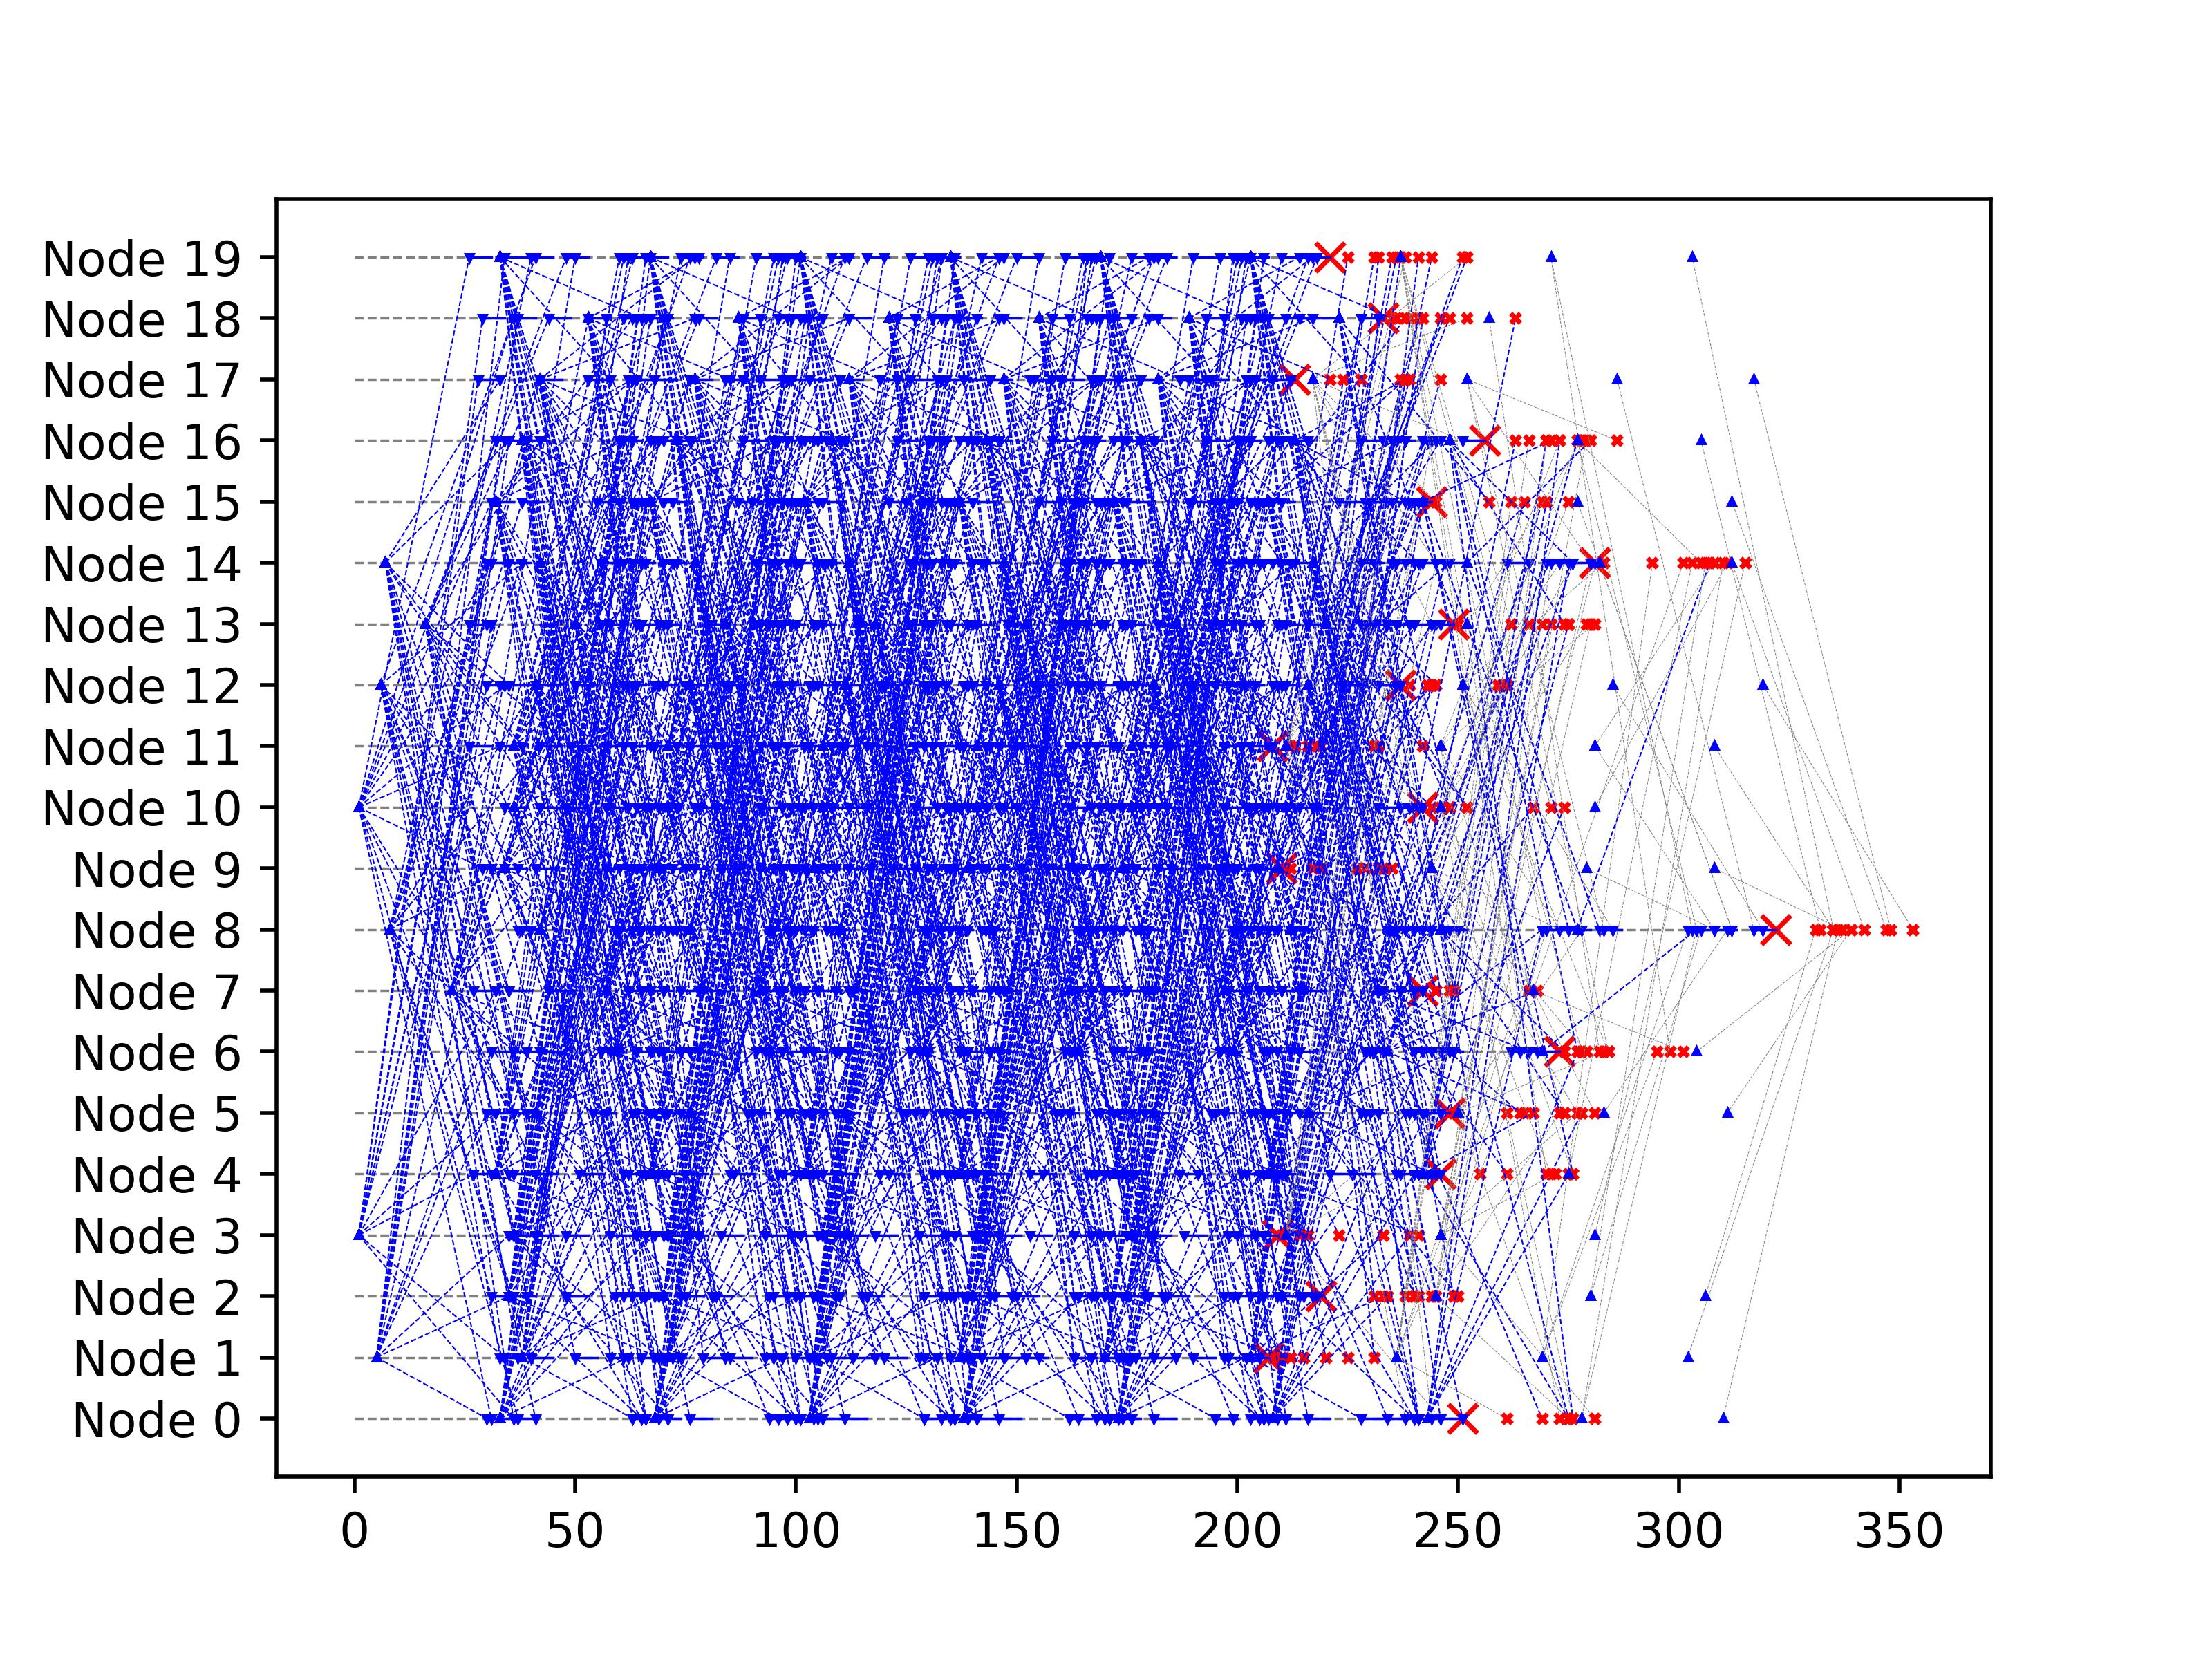 Node 19
Node 18
Node 17
Node 16
Node 15
Node 14
Node 13
Node 12
Node 11
Node 10
Node 9
Node 8
Node 7
Node 6
Node 5
Node 4
Node 3
Node 2
Node 1
Node 0
0 50 100 150 200 250 300 350